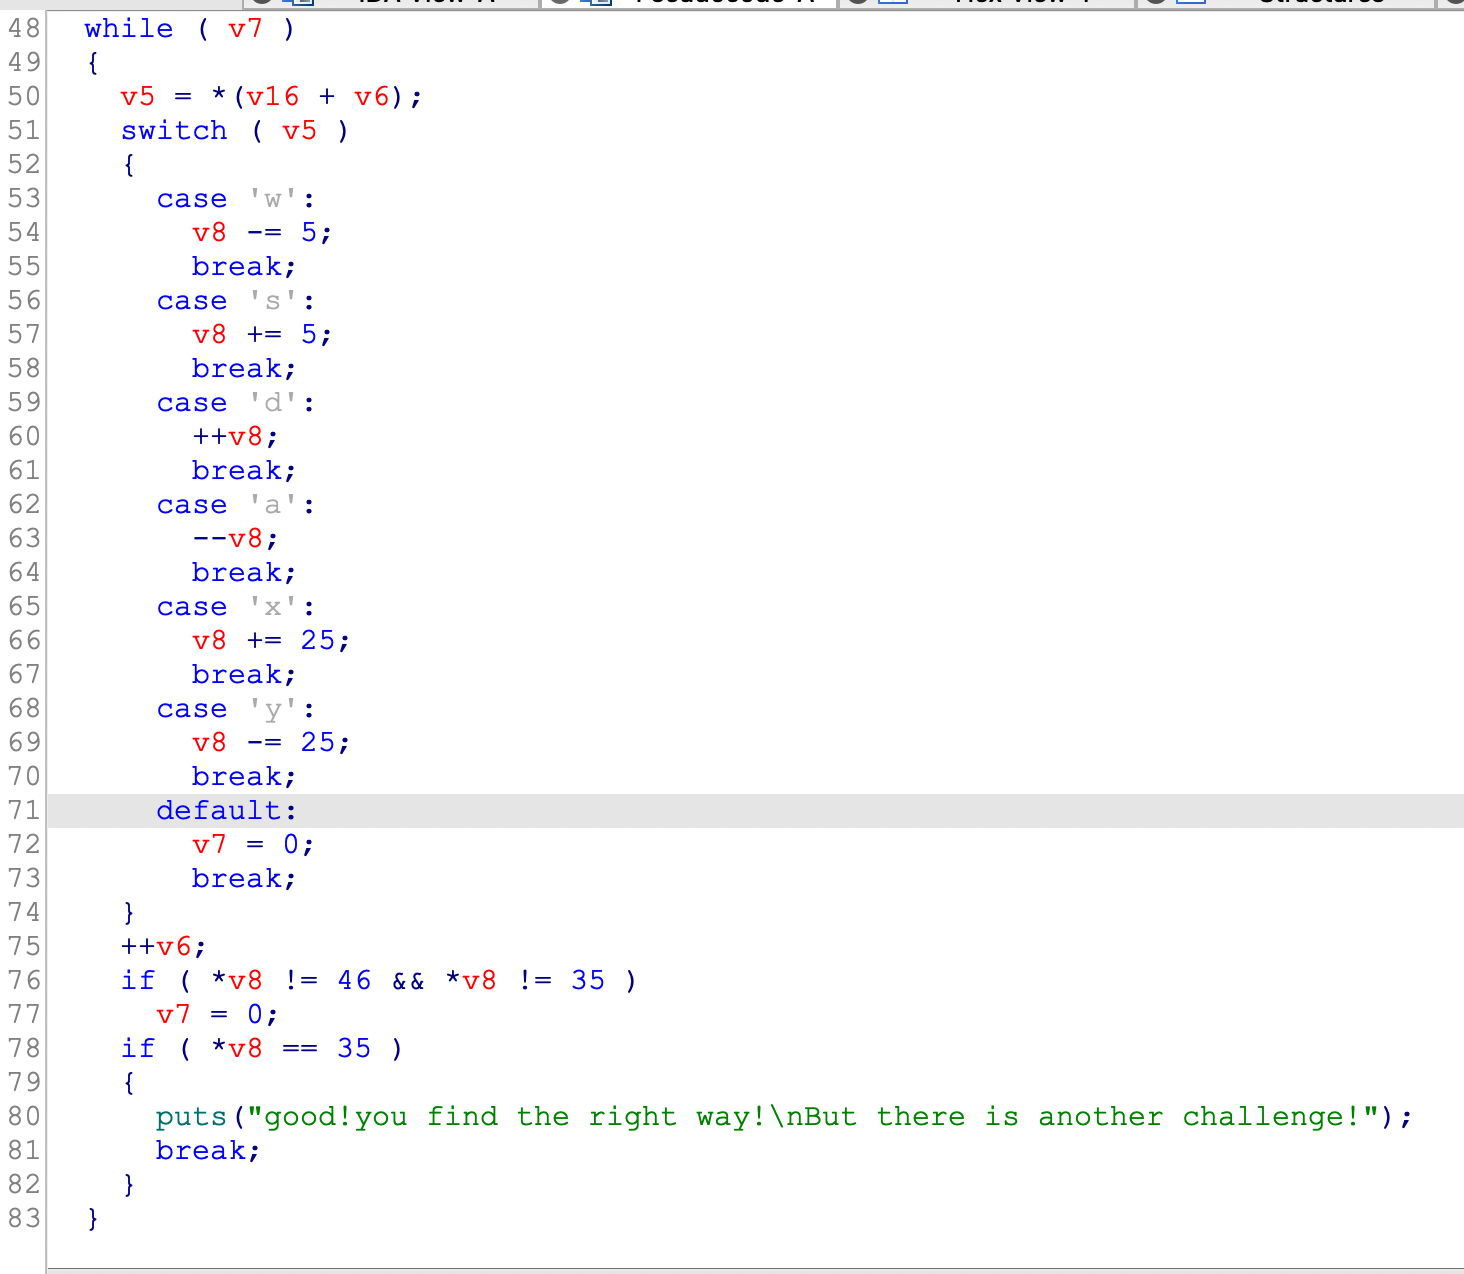 48 while ( v7 )
49 {
50 v5 = *(v16 + v6);
51 switch ( v5 )
52 {
53 case 'w':
54 v8 -= 5;
55 break;
56 case 's':
57 v8 += 5;
58 break;
59 case 'd':
60 ++v8;
61 break;
62 case 'a':
63 --v8;
64 break;
65 case 'x':
66 v8 += 25;
67 break;
68 case 'y':
69 v8 -= 25;
70 break;
71 default:
72 v7 = 0;
73 break;
74 }
75 ++v6;
76 if ( *v8 != 46 && *v8 != 35 )
77 v7 = 0;
78 if ( *v8 == 35 )
79 {
80 puts("good!you find the right way!\nBut there is another challenge!");
81 break;
82 }
83 }